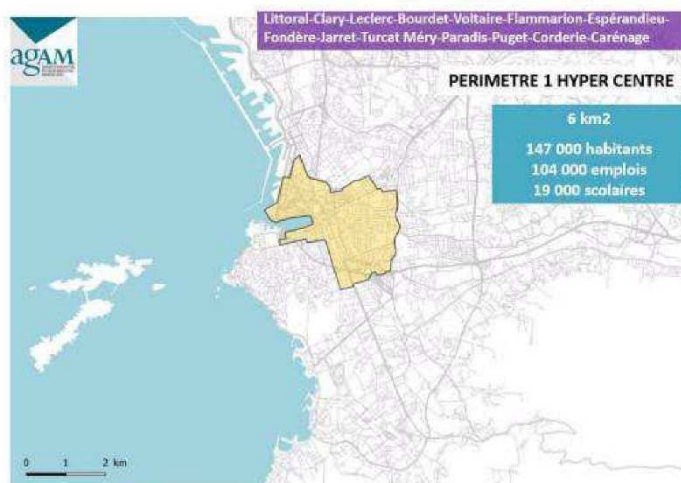 agAM
Littoral-Clary-Leclerc-Bourdet-Voltaire-Flammarion-Espérandieu-
Fondère-Jarret-Turcat Méry-Paradis-Puget-Corderie-Carénage
PERIMETRE 1 HYPER CENTRE
6 km2
147 000 habitants
104 000 emplois
19 000 scolaires
0 1 2 km